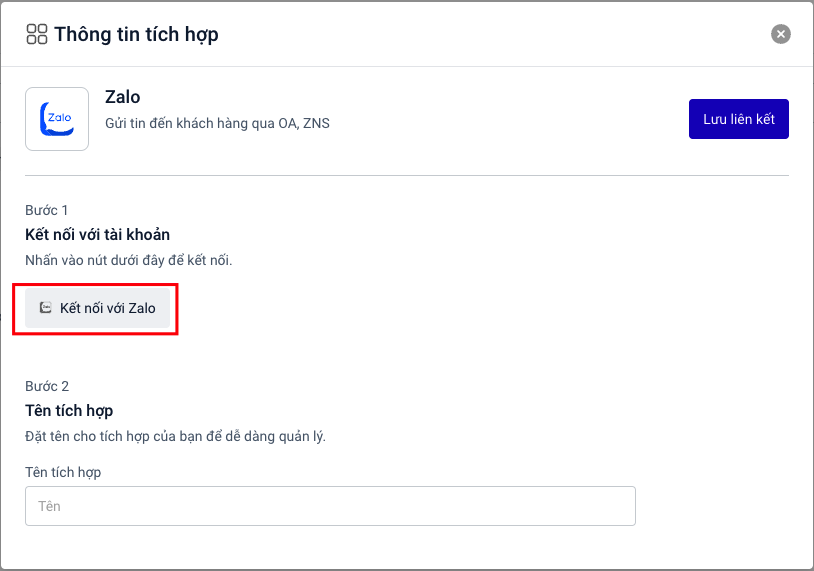 Thông tin tích hợp
Zalo
Zalo
Gửi tin đến khách hàng qua OA, ZNS
Lưu liên kết
Bước 1
Kết nối với tài khoản
Nhấn vào nút dưới đây để kết nối.
Kết nối với Zalo
Bước 2
Tên tích hợp
Đặt tên cho tích hợp của bạn để dễ dàng quản lý.
Tên tích hợp
Tên